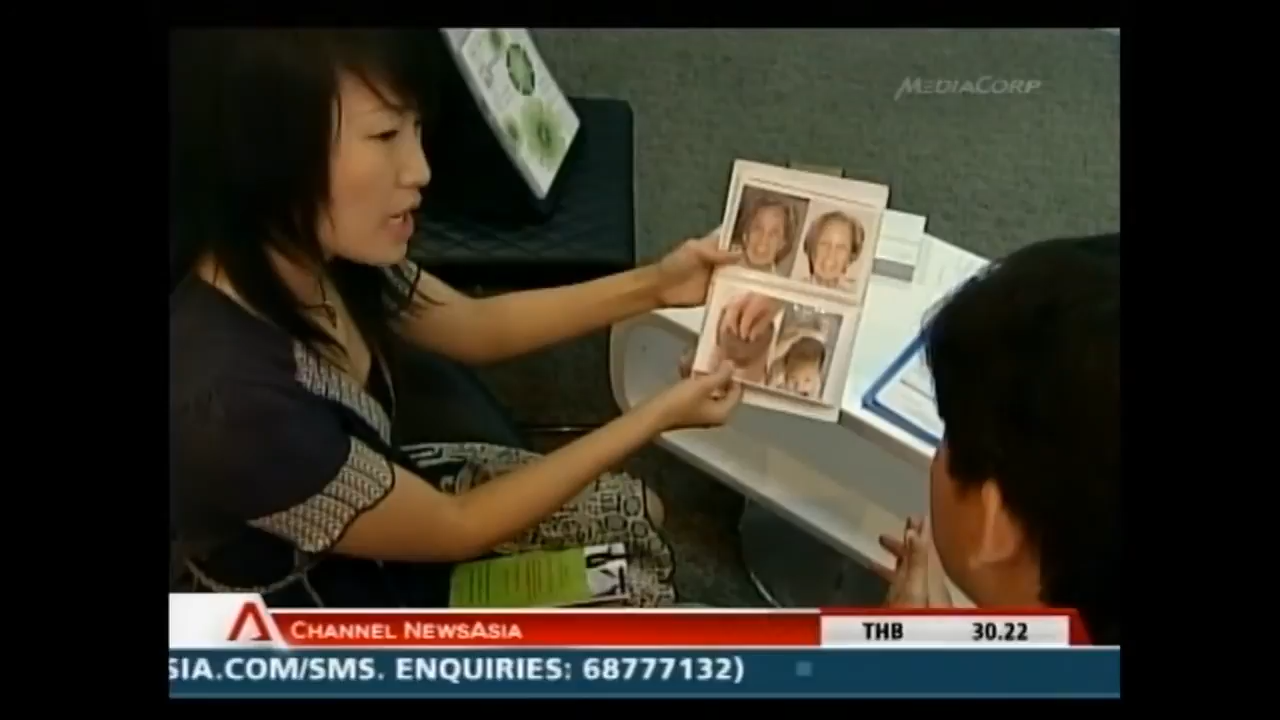 MEDIACORP
CHANNEL NEWSASIA
THB 30.22
SIA.COM/SMS. ENQUIRIES: 68777132)